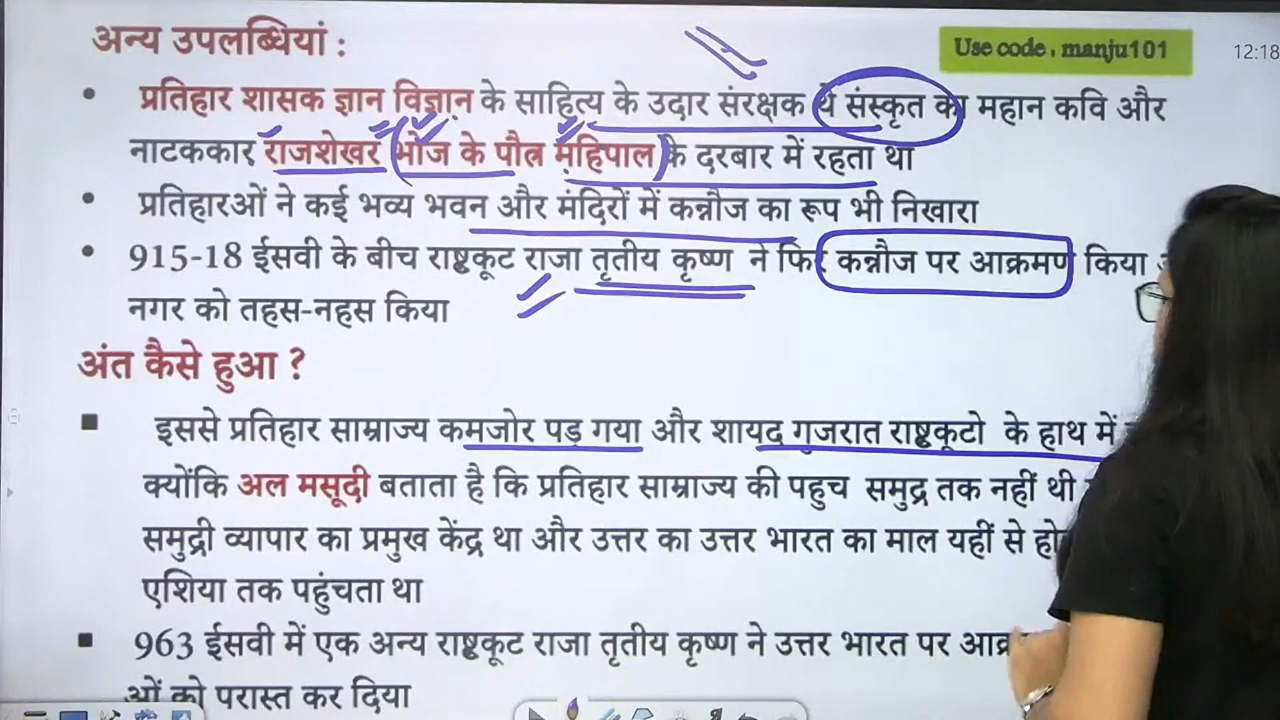 अन्य उपलब्धियां :
Use code , manju101
12:18
• प्रतिहार शासक ज्ञान विज्ञान के साहित्य के उदार संरक्षक थे संस्कृत का महान कवि और
नाटककार राजशेखर भोज के पौत्र महिपाल के दरबार में रहता था
• प्रतिहारओं ने कई भव्य भवन और मंदिरों में कन्नौज का रूप भी निखारा
• 915-18 ईसवी के बीच राष्ट्रकूट राजा तृतीय कृष्ण ने फिर कन्नौज पर आक्रमण किया
नगर को तहस-नहस किया
अंत कैसे हुआ ?
▪ इससे प्रतिहार साम्राज्य कमजोर पड़ गया और शायद गुजरात राष्ट्रकूटो के हाथ में
क्योंकि अल मसूदी बताता है कि प्रतिहार साम्राज्य की पहुच समुद्र तक नहीं थी
समुद्री व्यापार का प्रमुख केंद्र था और उत्तर का उत्तर भारत का माल यहीं से
एशिया तक पहुंचता था
▪ 963 ईसवी में एक अन्य राष्ट्रकूट राजा तृतीय कृष्ण ने उत्तर भारत पर
ओं को परास्त कर दिया